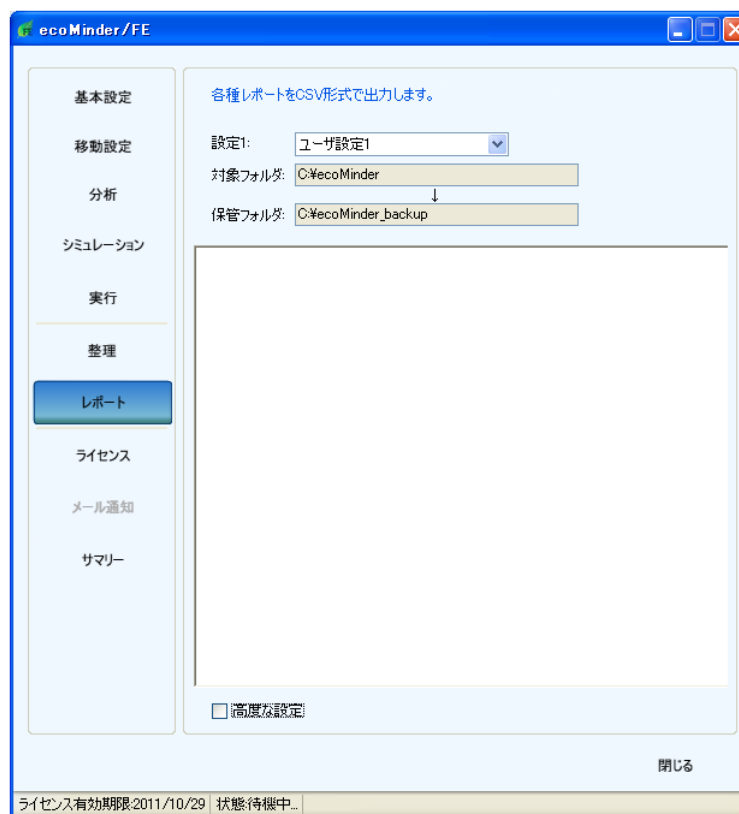 ecoMinder/FE
基本設定
移動設定
分析
シミュレーション
実行
整理
レポート
ライセンス
メール通知
サマリー
各種レポートをCSV形式で出力します。
設定1: ユーザ設定1
対象フォルダ: C:¥ecoMinder
↓
保管フォルダ: C:¥ecoMinder_backup
高度な設定
閉じる
ライセンス有効期限:2011/10/29 状態:待機中...